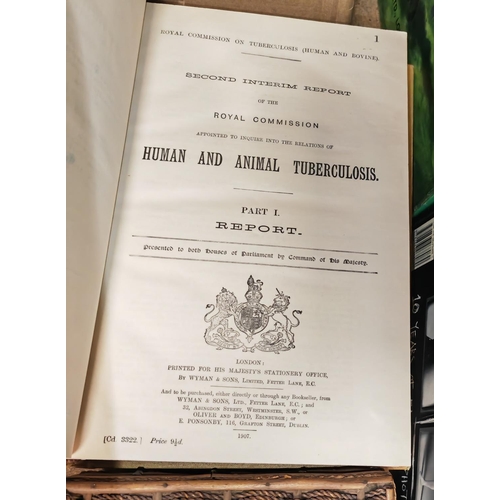 I
ROYAL COMMISSION ON TUBERCULOSIS (HUMAN AND BOVINE).
SECOND INTERIM REPORT
OF THE
ROYAL COMMISSION
APPOINTED TO INQUIRE INTO THE RELATIONS OF
HUMAN AND ANIMAL TUBERCULOSIS.
PART I.
REPORT.
Presented to both Houses of Parliament by Command of His Majesty.
LONDON:
PRINTED FOR HIS MAJESTY'S STATIONERY OFFICE,
By WYMAN & SONS, LIMITED, FETTER LANE, E.C.
And to be purchased, either directly or through any Bookseller, from
WYMAN & SONS, LTD., FETTER LANE, E.C.; and
32, ABINGDON STREET, WESTMINSTER, S.W., or
OLIVER AND BOYD, EDINBURGH; or
E. PONSONBY, 116, GRAFTON STREET, DUBLIN.
1907.
[Cd 3322.] Price 9½d.
10 YEAR